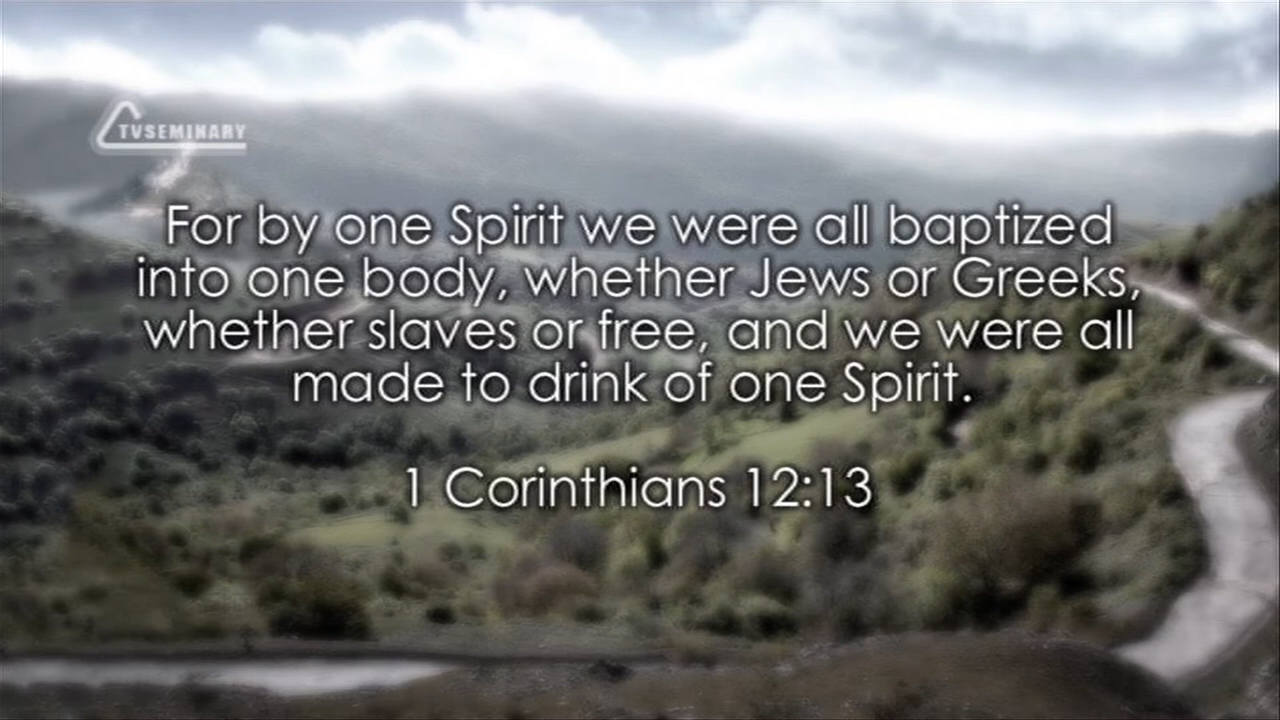 TVSEMINARY
For by one Spirit we were all baptized
into one body, whether Jews or Greeks,
whether slaves or free, and we were all
made to drink of one Spirit.
1 Corinthians 12:13